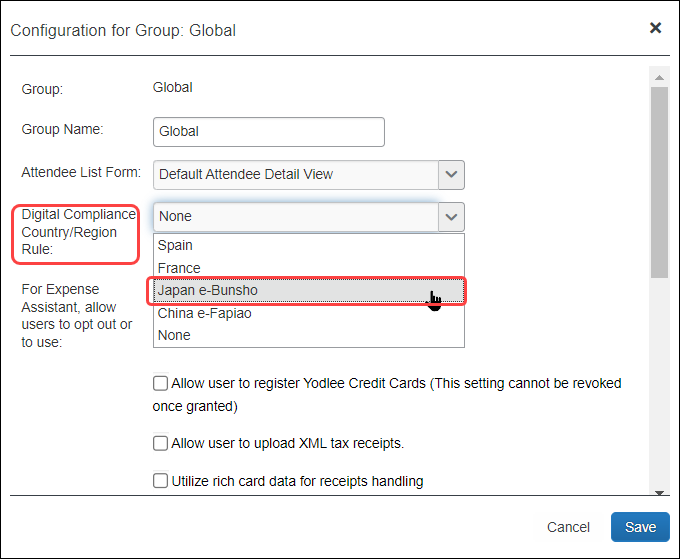 Configuration for Group: Global
Group:
Global
Group Name:
Global
Attendee List Form:
Default Attendee Detail View
Digital Compliance
Country/Region
Rule:
None
Spain
France
Japan e-Bunsho
China e-Fapiao
None
For Expense
Assistant, allow
users to opt out or
to use:
Allow user to register Yodlee Credit Cards (This setting cannot be revoked
once granted)
Allow user to upload XML tax receipts.
Utilize rich card data for receipts handling
Cancel
Save